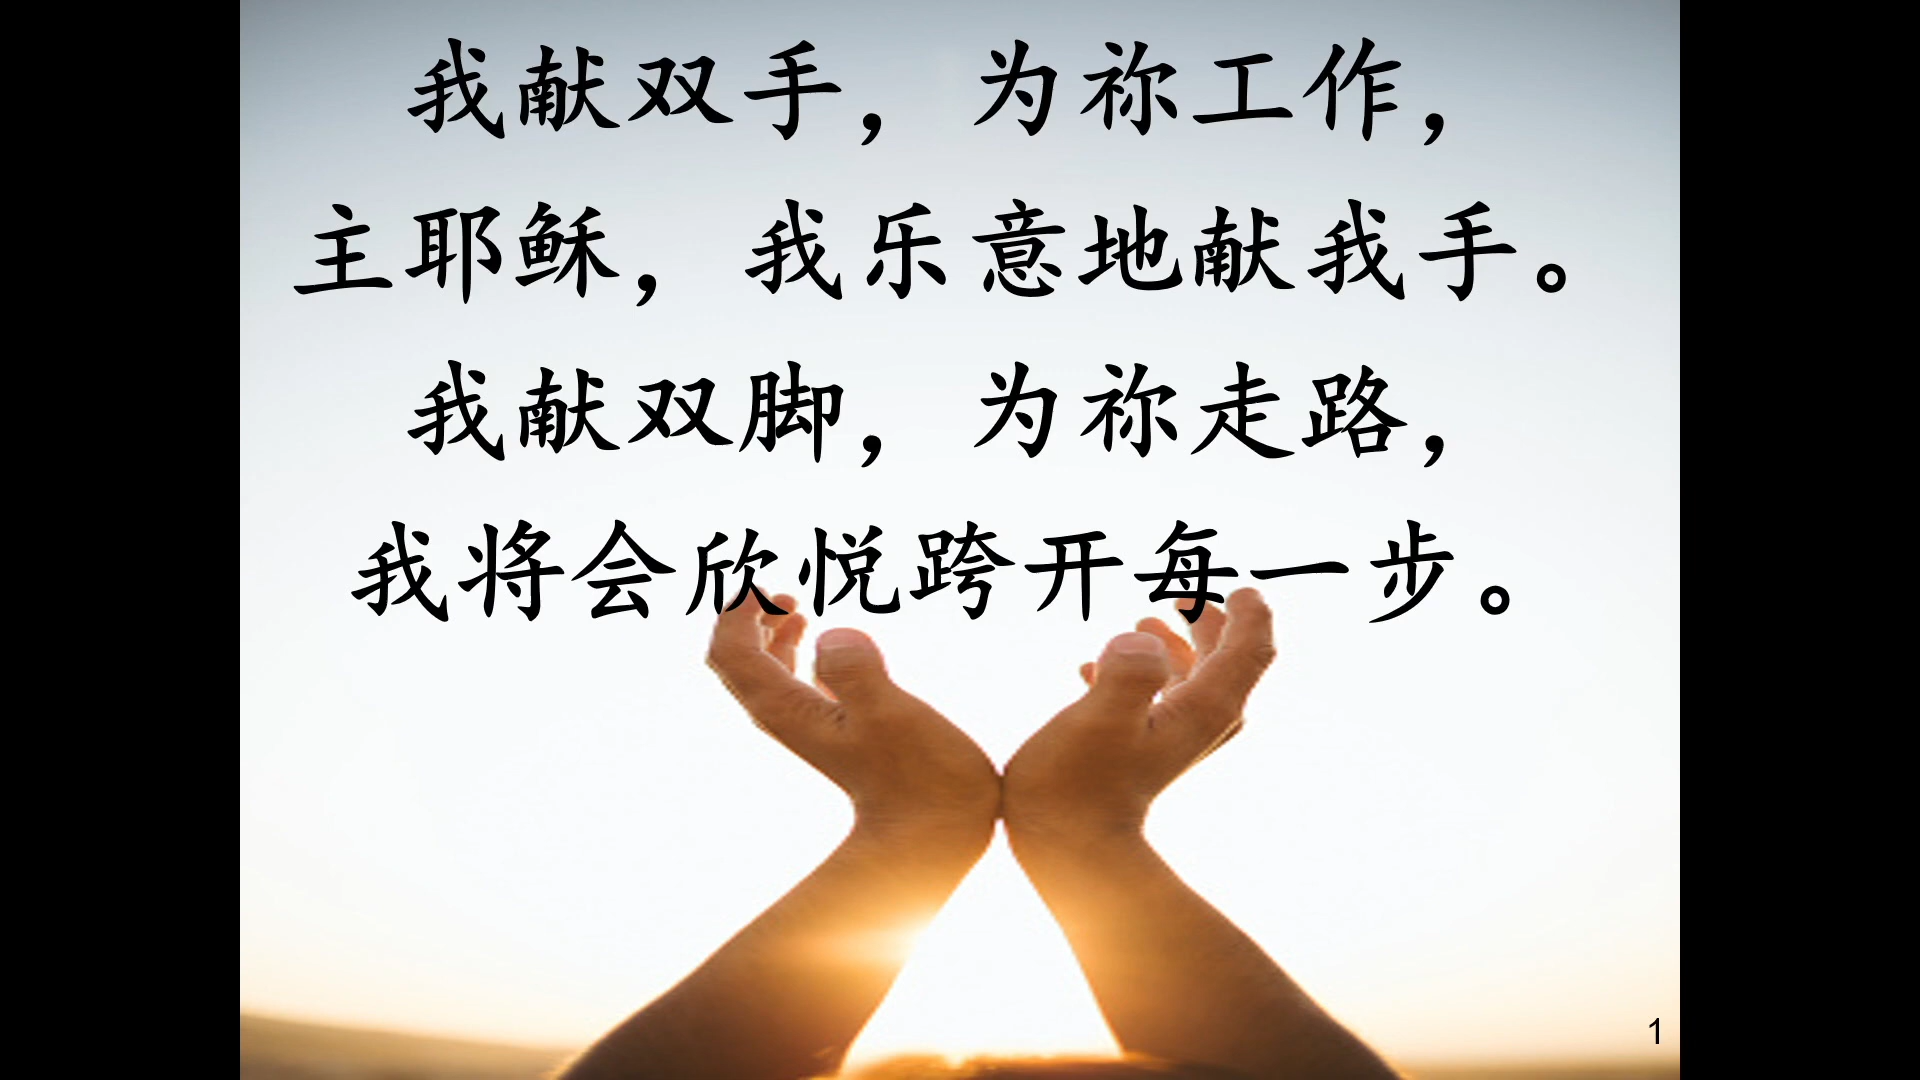 我献双手，为祢工作，
主耶稣，我乐意地献我手。
我献双脚，为祢走路，
我将会欣悦跨开每一步。
1